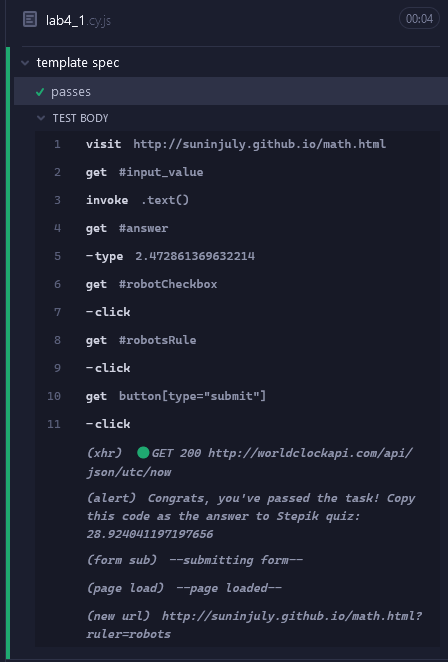 lab4_1.cy.js 00:04
template spec
passes
TEST BODY
1 visit http://suninjuly.github.io/math.html
2 get #input_value
3 invoke .text()
4 get #answer
5 -type 2.472861369632214
6 get #robotCheckbox
7 -click
8 get #robotsRule
9 -click
10 get button[type="submit"]
11 -click
(xhr) GET 200 http://worldclockapi.com/api/
json/utc/now
(alert) Congrats, you've passed the task! Copy
this code as the answer to Stepik quiz:
28.924041197197656
(form sub) --submitting form--
(page load) --page loaded--
(new url) http://suninjuly.github.io/math.html?
ruler=robots